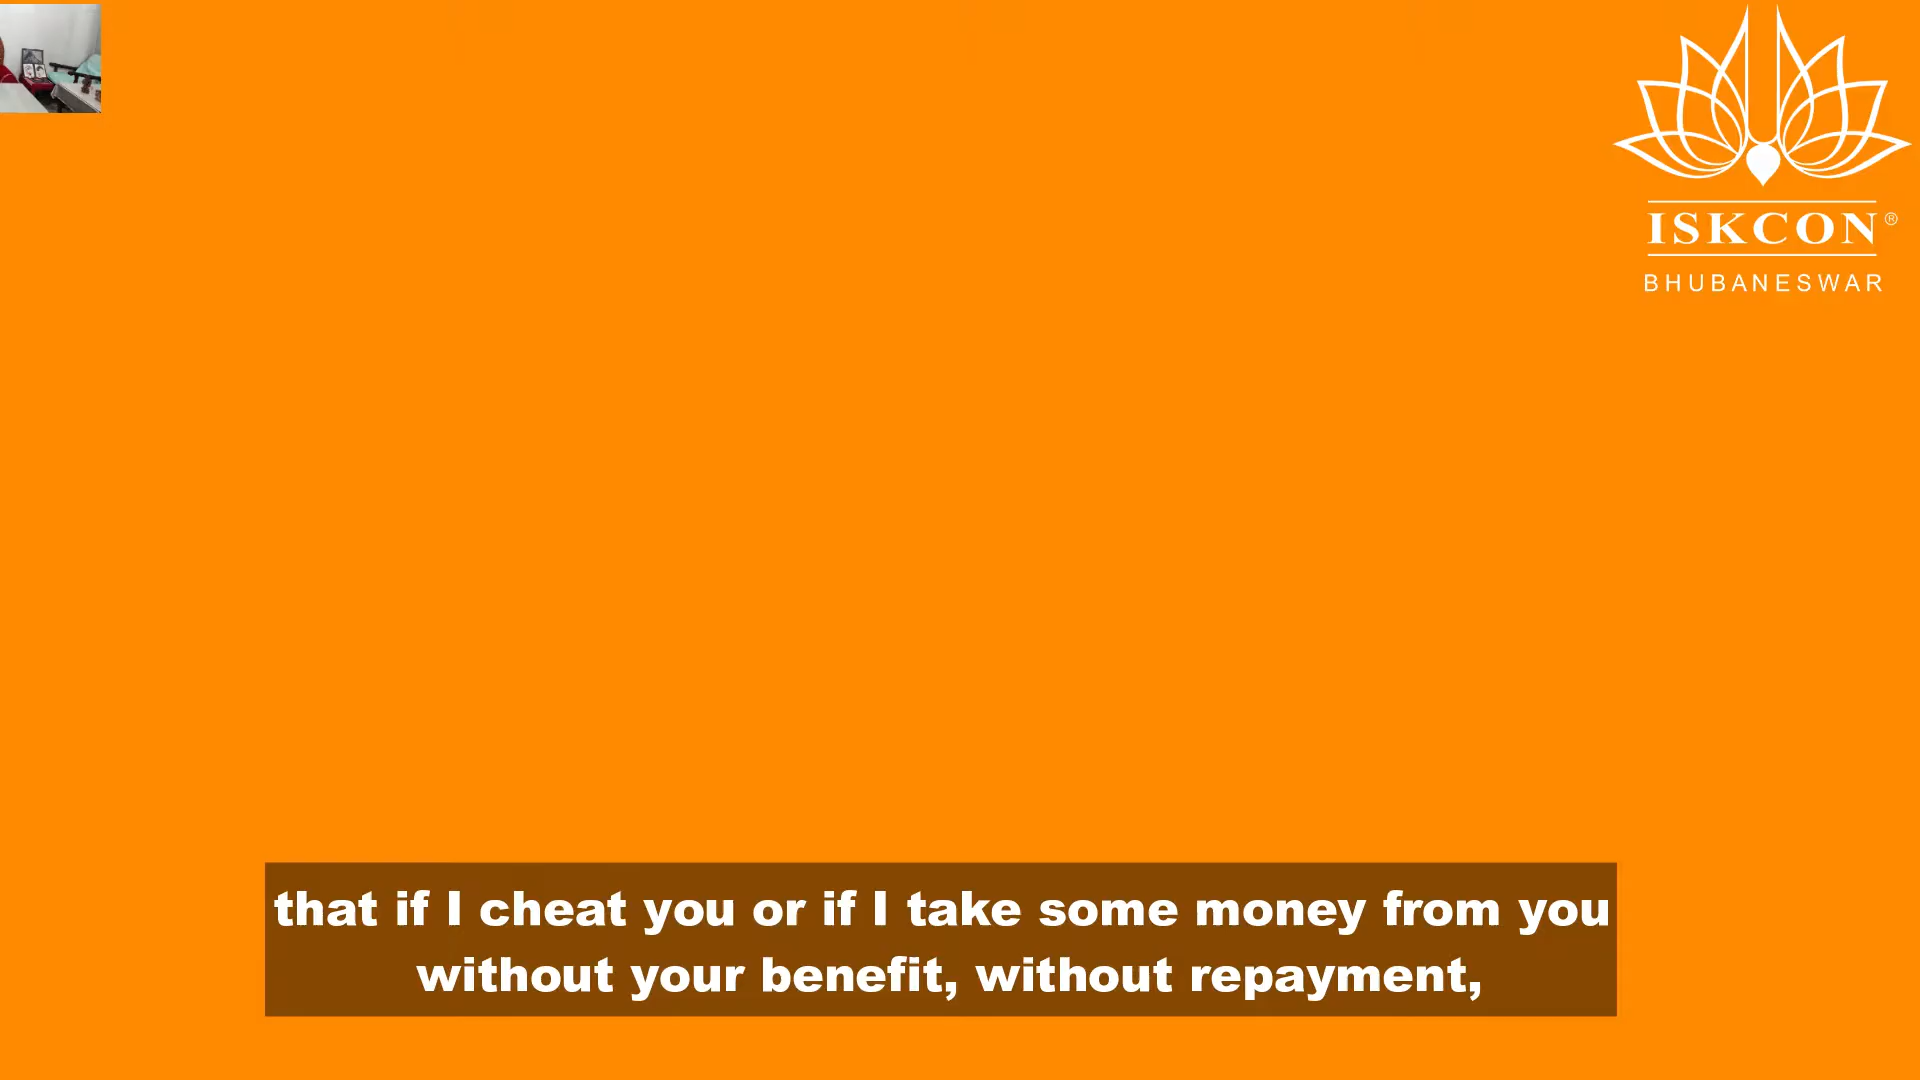 ISKCON®
BHUBANESWAR
that if I cheat you or if I take some money from you
without your benefit, without repayment,